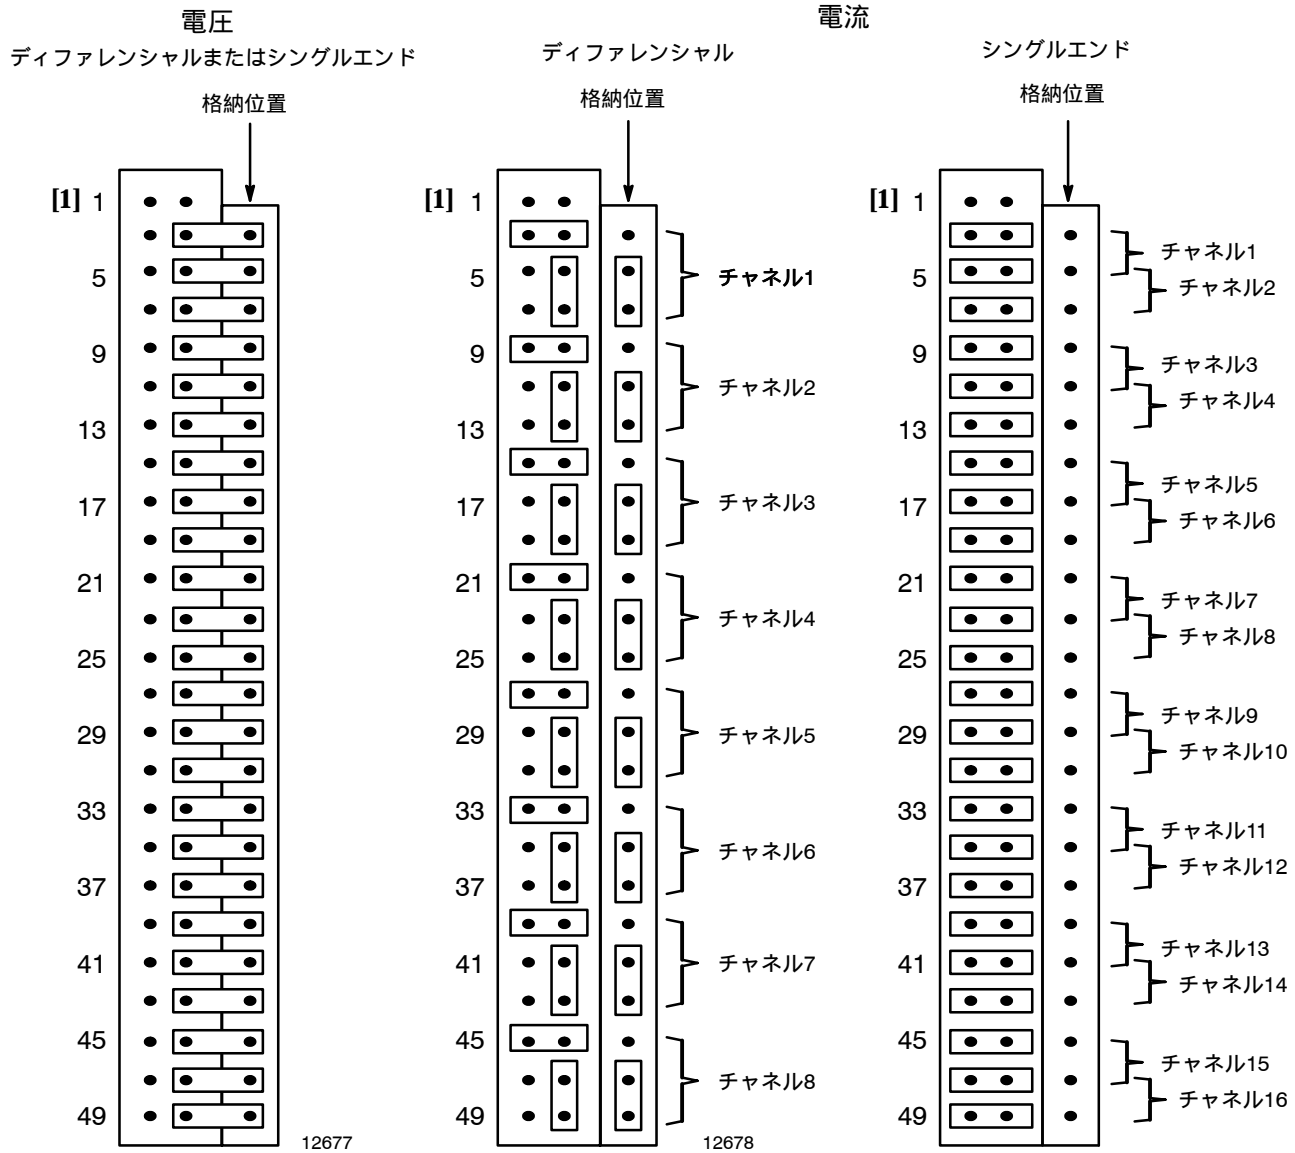 電圧
ディファレンシャルまたはシングルエンド
格納位置
[1] 1
5
9
13
17
21
25
29
33
37
41
45
49
12677
電流
ディファレンシャル
格納位置
[1] 1
5
9
13
17
21
25
29
33
37
41
45
49
チャネル1
チャネル2
チャネル3
チャネル4
チャネル5
チャネル6
チャネル7
チャネル8
12678
シングルエンド
格納位置
[1] 1
5
9
13
17
21
25
29
33
37
41
45
49
チャネル1
チャネル2
チャネル3
チャネル4
チャネル5
チャネル6
チャネル7
チャネル8
チャネル9
チャネル10
チャネル11
チャネル12
チャネル13
チャネル14
チャネル15
チャネル16